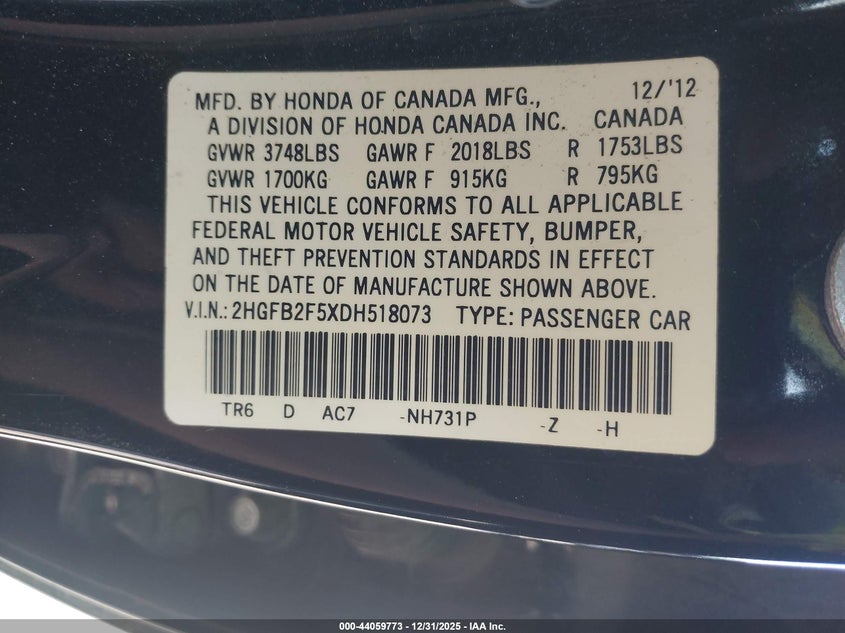 MFD. BY HONDA OF CANADA MFG., 12/'12
A DIVISION OF HONDA CANADA INC. CANADA
GVWR 3748LBS GAWR F 2018LBS R 1753LBS
GVWR 1700KG GAWR F 915KG R 795KG
THIS VEHICLE CONFORMS TO ALL APPLICABLE
FEDERAL MOTOR VEHICLE SAFETY, BUMPER,
AND THEFT PREVENTION STANDARDS IN EFFECT
ON THE DATE OF MANUFACTURE SHOWN ABOVE.
V.I.N.: 2HGFB2F5XDH518073 TYPE: PASSENGER CAR
TR6 D AC7 -NH731P -Z -H
000-44059773 - 12/31/2025 - IAA Inc.